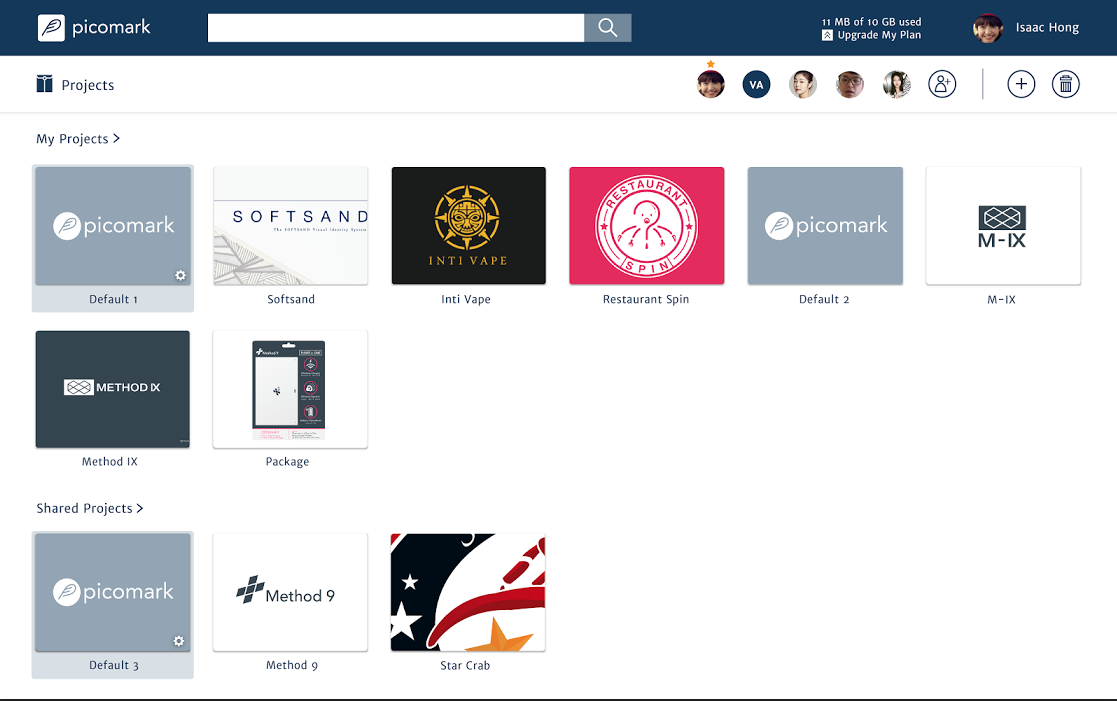 picomark
11 MB of 10 GB used
Upgrade My Plan
Isaac Hong
Projects
VA
My Projects >
picomark
Default 1
SOFTSAND
The SOFTSAND Visual Identity System
Softsand
INTI VAPE
Inti Vape
RESTAURANT
SPIN
Restaurant Spin
picomark
Default 2
M-IX
M-IX
METHOD IX
Method IX
Method IX
Package
Shared Projects >
picomark
Default 3
Method 9
Method 9
Star Crab